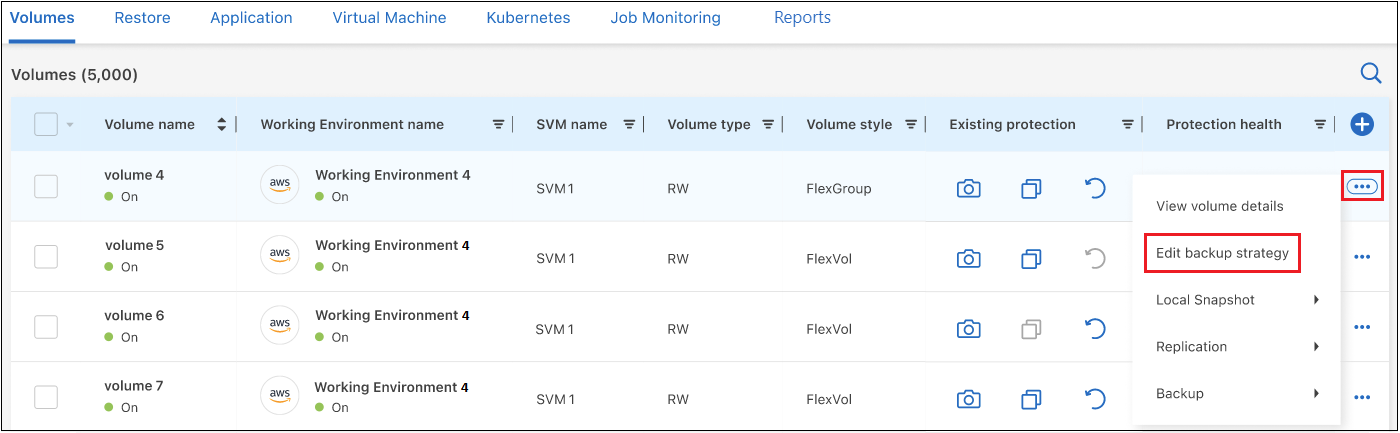 Volumes Restore Application Virtual Machine Kubernetes Job Monitoring Reports
Volumes (5,000)
Volume name Working Environment name SVM name Volume type Volume style Existing protection Protection health
volume 4 aws Working Environment 4 SVM 1 RW FlexGroup
On On
volume 5 aws Working Environment 4 SVM 1 RW FlexVol
On On
volume 6 aws Working Environment 4 SVM 1 RW FlexVol
On On
volume 7 aws Working Environment 4 SVM 1 RW FlexVol
On On
View volume details
Edit backup strategy
Local Snapshot
Replication
Backup